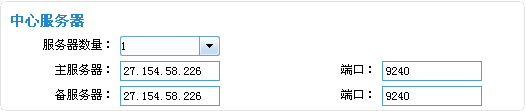 中心服务器
服务器数量： 1
主服务器： 27.154.58.226 端口： 9240
备服务器： 27.154.58.226 端口： 9240